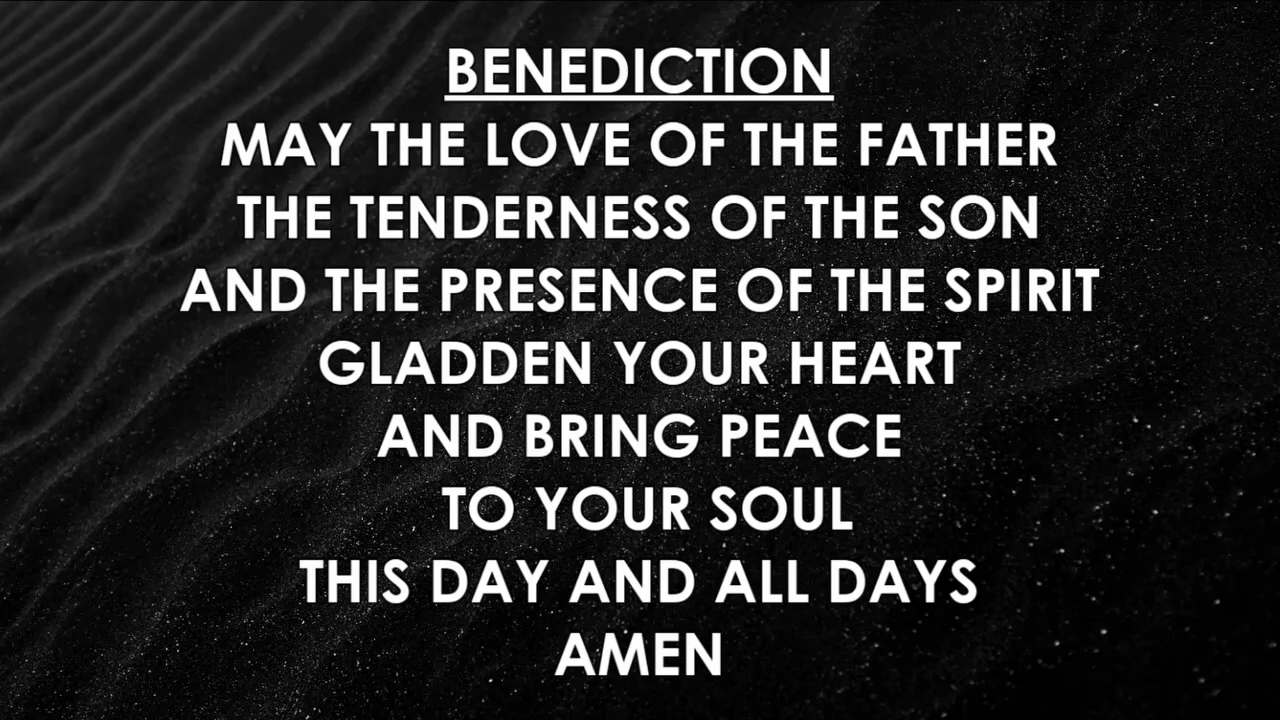 BENEDICTION
MAY THE LOVE OF THE FATHER
THE TENDERNESS OF THE SON
AND THE PRESENCE OF THE SPIRIT
GLADDEN YOUR HEART
AND BRING PEACE
TO YOUR SOUL
THIS DAY AND ALL DAYS
AMEN